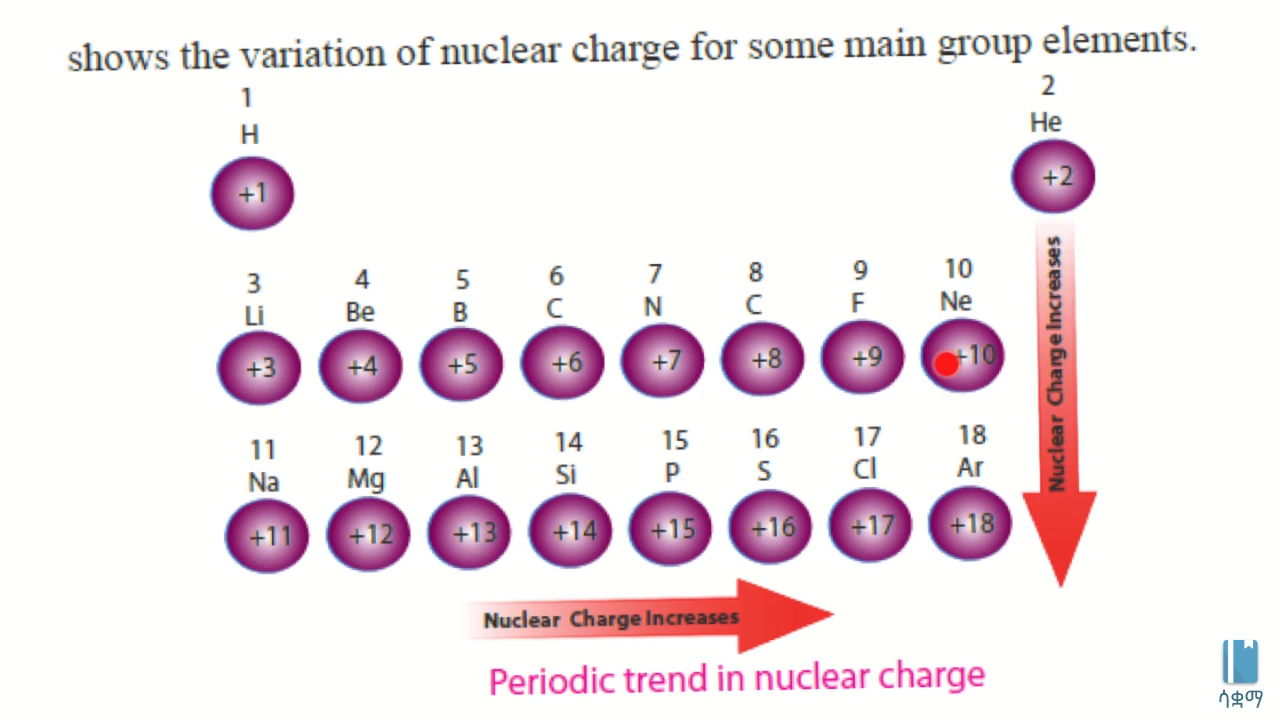 shows the variation of nuclear charge for some main group elements.
1 2
H He
+1 +2
3 4 5 6 7 8 9 10
Li Be B C N C F Ne
+3 +4 +5 +6 +7 +8 +9 +10
11 12 13 14 15 16 17 18
Na Mg Al Si P S Cl Ar
+11 +12 +13 +14 +15 +16 +17 +18
Nuclear Charge Increases
Nuclear Charge Increases
Periodic trend in nuclear charge
ሳቋማ